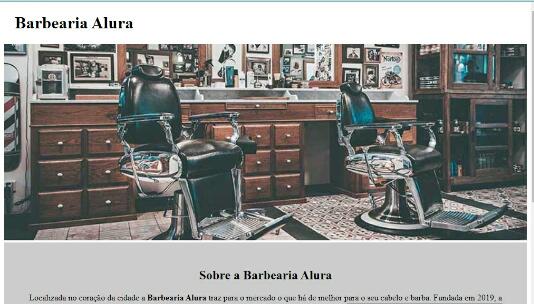 Barbearia Alura
Sobre a Barbearia Alura
Localizada no coração da cidade a Barbearia Alura traz para o mercado o que há de melhor para o seu cabelo e barba. Fundada em 2019, a